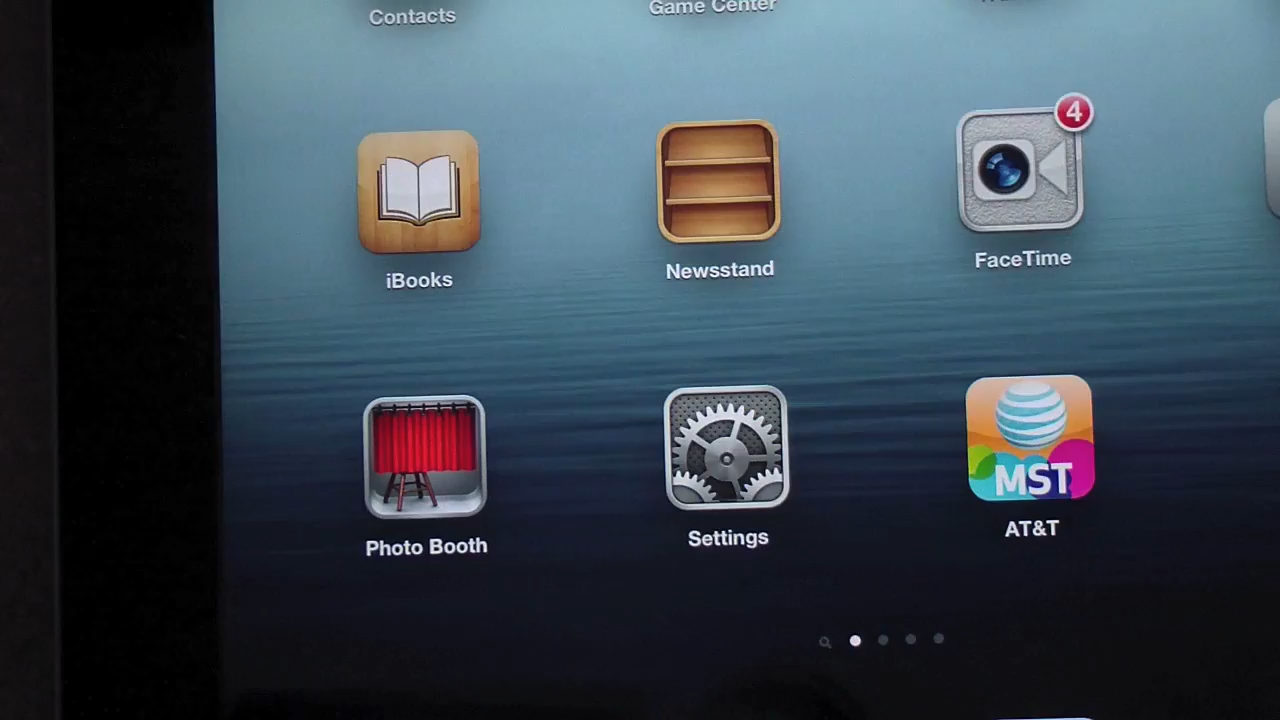 Contacts
Game Center
4
iBooks
Newsstand
FaceTime
MST
Photo Booth
Settings
AT&T